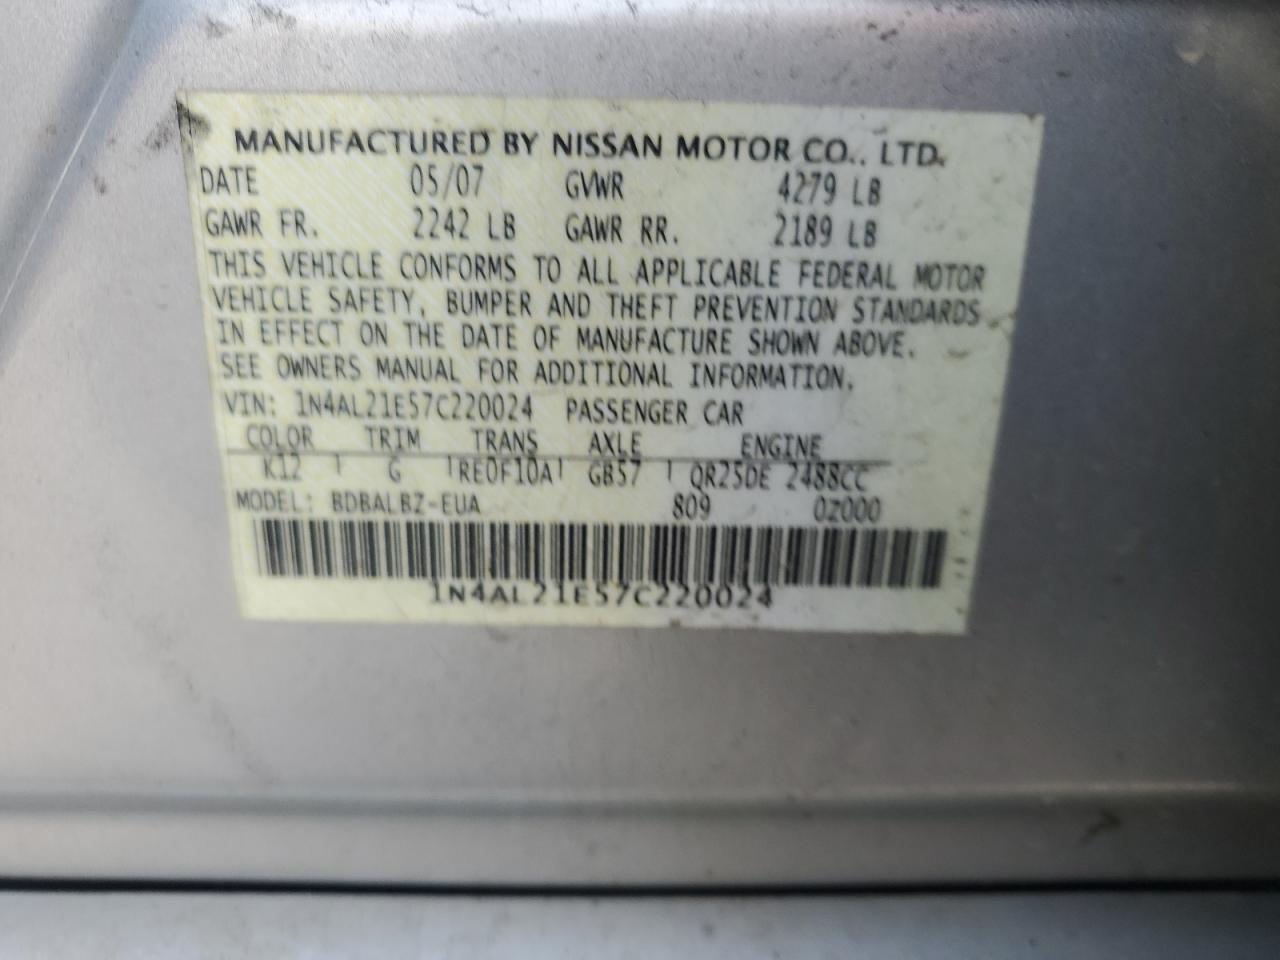 MANUFACTURED BY NISSAN MOTOR CO., LTD.
DATE 05/07 GVWR 4279 LB
GAWR FR. 2242 LB GAWR RR. 2189 LB
THIS VEHICLE CONFORMS TO ALL APPLICABLE FEDERAL MOTOR
VEHICLE SAFETY, BUMPER AND THEFT PREVENTION STANDARDS
IN EFFECT ON THE DATE OF MANUFACTURE SHOWN ABOVE.
SEE OWNERS MANUAL FOR ADDITIONAL INFORMATION.
VIN: 1N4AL21E57C220024 PASSENGER CAR
COLOR TRIM TRANS AXLE ENGINE
K12 G RE0F10A GB57 QR25DE 2488CC
MODEL: BDBALBZ-EUA 809 0Z000
1N4AL21E57C220024